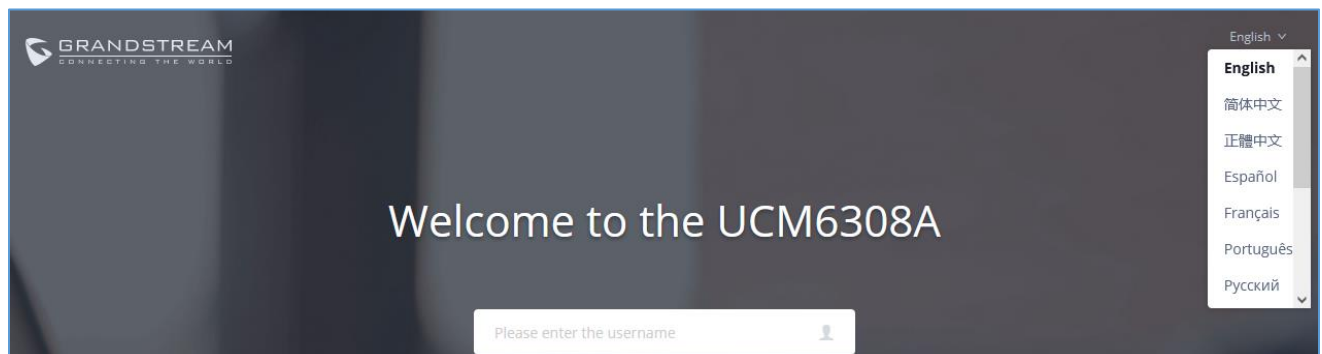 GRANDSTREAM
CONNECTING THE WORLD
English
English
简体中文
正體中文
Español
Français
Português
Русский
Welcome to the UCM6308A
Please enter the username